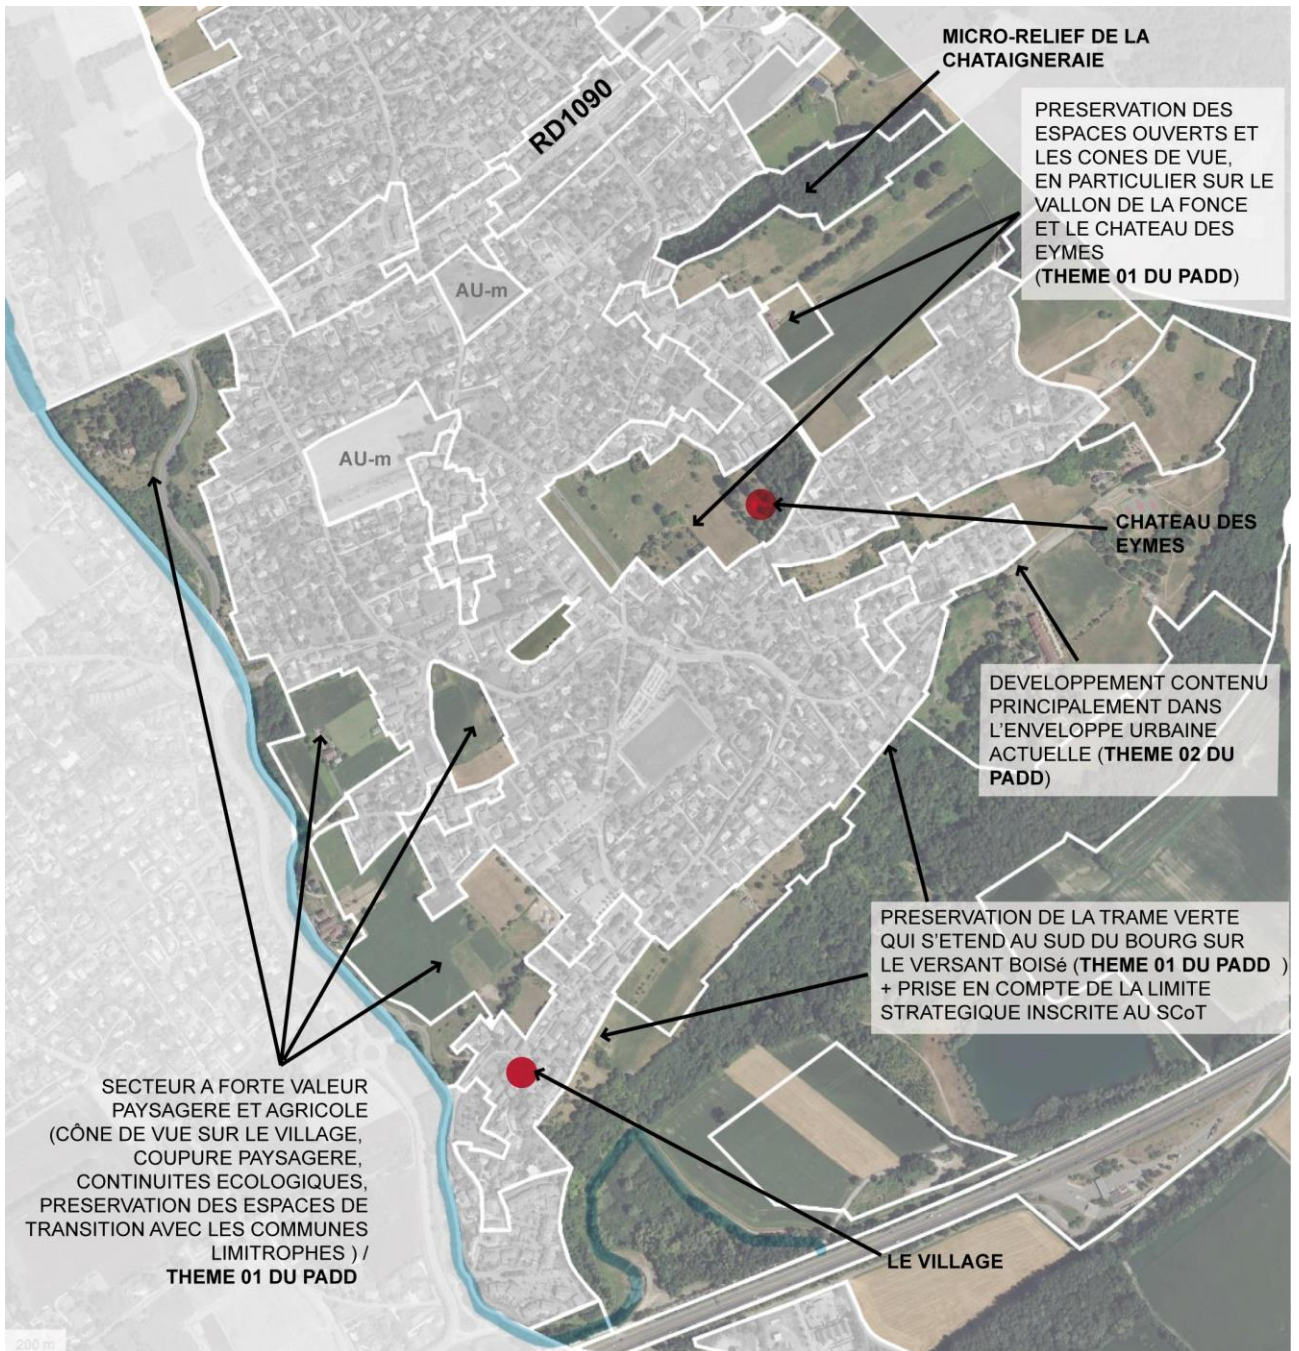 MICRO-RELIEF DE LA
CHATAIGNERAIE
RD1090
PRESERVATION DES
ESPACES OUVERTS ET
LES CONES DE VUE,
EN PARTICULIER SUR LE
VALLON DE LA FONCE
ET LE CHATEAU DES
EYMES
(THEME 01 DU PADD)
AU-m
AU-m
CHATEAU DES
EYMES
DEVELOPPEMENT CONTENU
PRINCIPALEMENT DANS
L'ENVELOPPE URBAINE
ACTUELLE (THEME 02 DU
PADD)
PRESERVATION DE LA TRAME VERTE
QUI S'ETEND AU SUD DU BOURG SUR
LE VERSANT BOISé (THEME 01 DU PADD )
+ PRISE EN COMPTE DE LA LIMITE
STRATEGIQUE INSCRITE AU SCoT
SECTEUR A FORTE VALEUR
PAYSAGERE ET AGRICOLE
(CÔNE DE VUE SUR LE VILLAGE,
COUPURE PAYSAGERE,
CONTINUITES ECOLOGIQUES,
PRESERVATION DES ESPACES DE
TRANSITION AVEC LES COMMUNES
LIMITROPHES ) /
THEME 01 DU PADD
LE VILLAGE
200 m